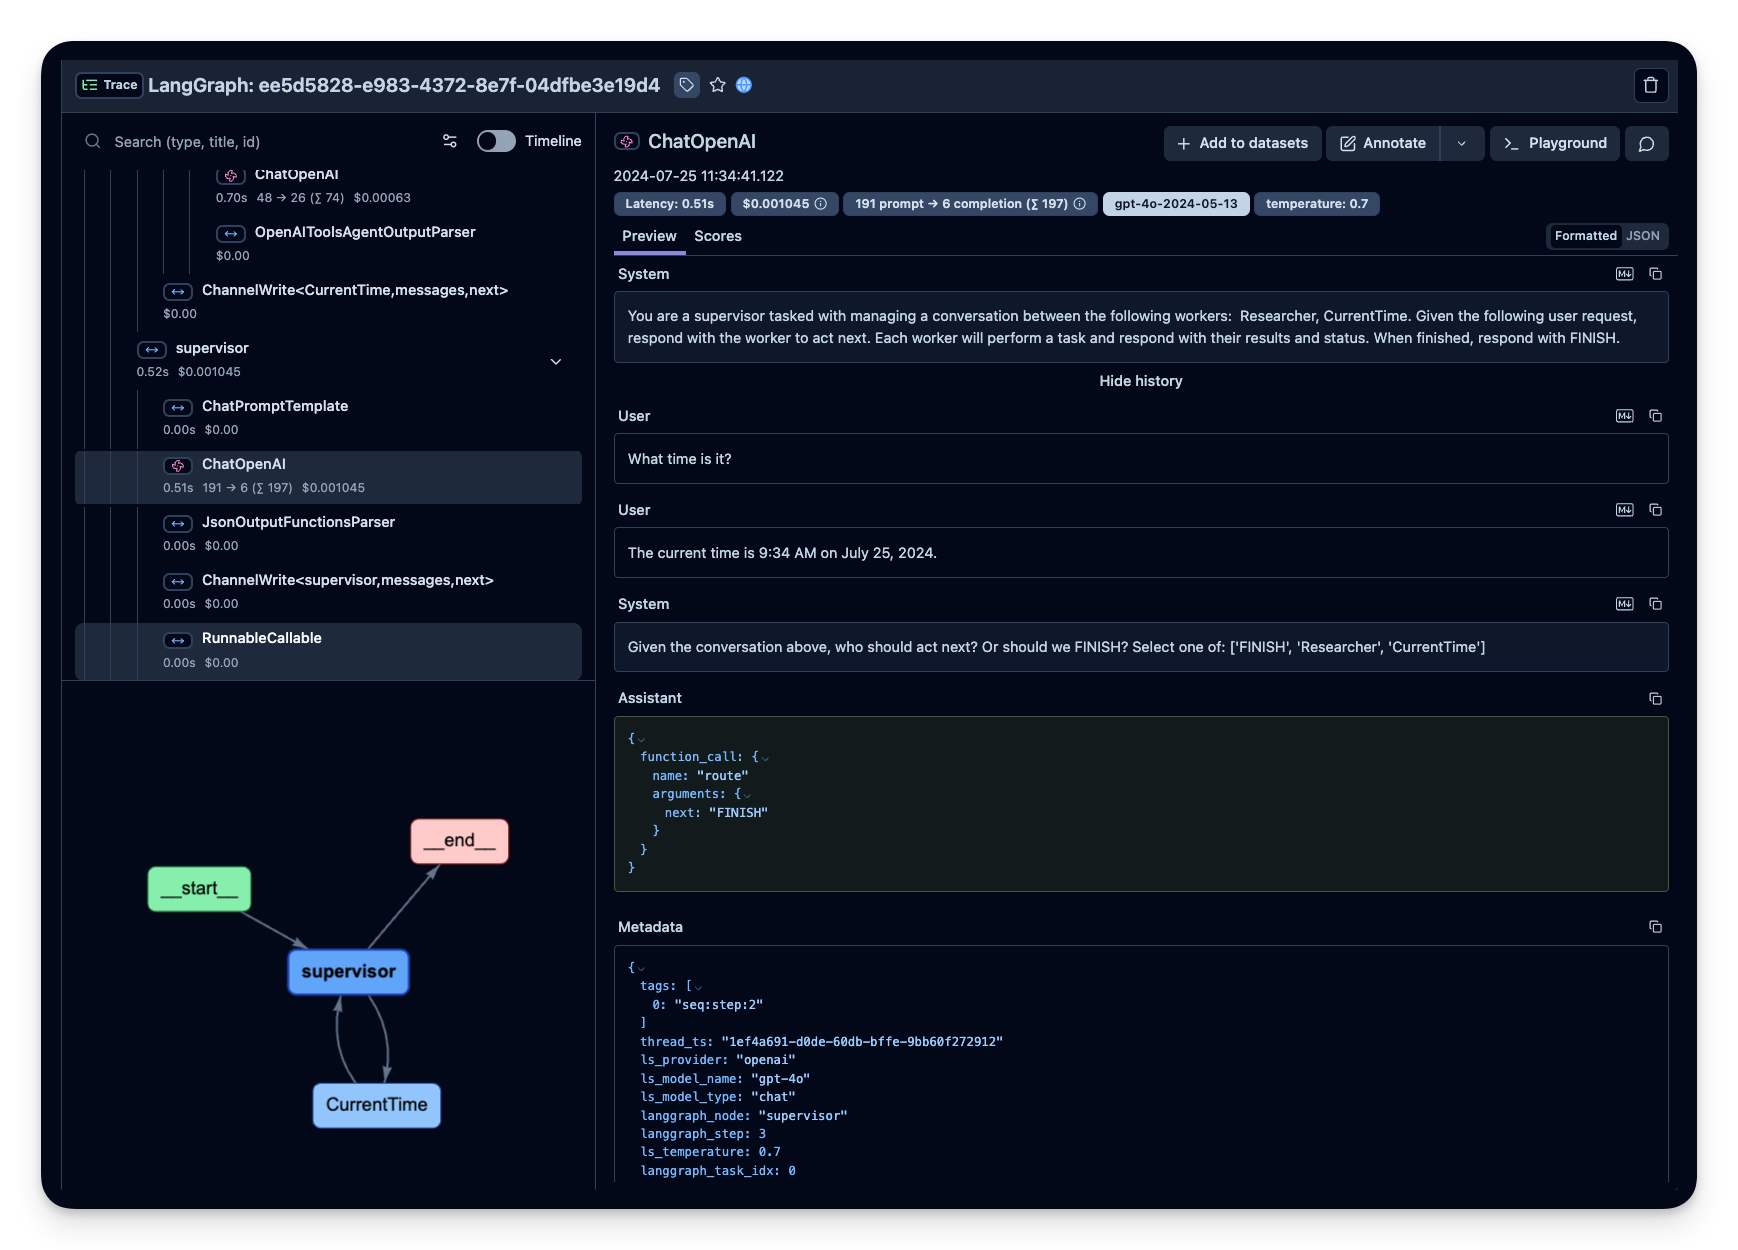 Trace LangGraph: ee5d5828-e983-4372-8e7f-04dfbe3e19d4
Search (type, title, id)
Timeline
ChatOpenAI
0.70s 48 → 26 (∑ 74) $0.00063
OpenAIToolsAgentOutputParser
$0.00
ChannelWrite<CurrentTime,messages,next>
$0.00
supervisor
0.52s $0.001045
ChatPromptTemplate
0.00s $0.00
ChatOpenAI
0.51s 191 → 6 (∑ 197) $0.001045
JsonOutputFunctionsParser
0.00s $0.00
ChannelWrite<supervisor,messages,next>
0.00s $0.00
RunnableCallable
0.00s $0.00
__end__
__start__
supervisor
CurrentTime
ChatOpenAI
Add to datasets
Annotate
Playground
2024-07-25 11:34:41.122
Latency: 0.51s $0.001045 191 prompt → 6 completion (∑ 197) gpt-4o-2024-05-13 temperature: 0.7
Preview Scores
Formatted JSON
System
You are a supervisor tasked with managing a conversation between the following workers:  Researcher, CurrentTime. Given the following user request,
respond with the worker to act next. Each worker will perform a task and respond with their results and status. When finished, respond with FINISH.
Hide history
User
What time is it?
User
The current time is 9:34 AM on July 25, 2024.
System
Given the conversation above, who should act next? Or should we FINISH? Select one of: ['FINISH', 'Researcher', 'CurrentTime']
Assistant
{
function_call: {
name: "route"
arguments: {
next: "FINISH"
}
}
}
Metadata
{
tags: [
0: "seq:step:2"
]
thread_ts: "1ef4a691-d0de-60db-bffe-9bb60f272912"
ls_provider: "openai"
ls_model_name: "gpt-4o"
ls_model_type: "chat"
langgraph_node: "supervisor"
langgraph_step: 3
ls_temperature: 0.7
langgraph_task_idx: 0